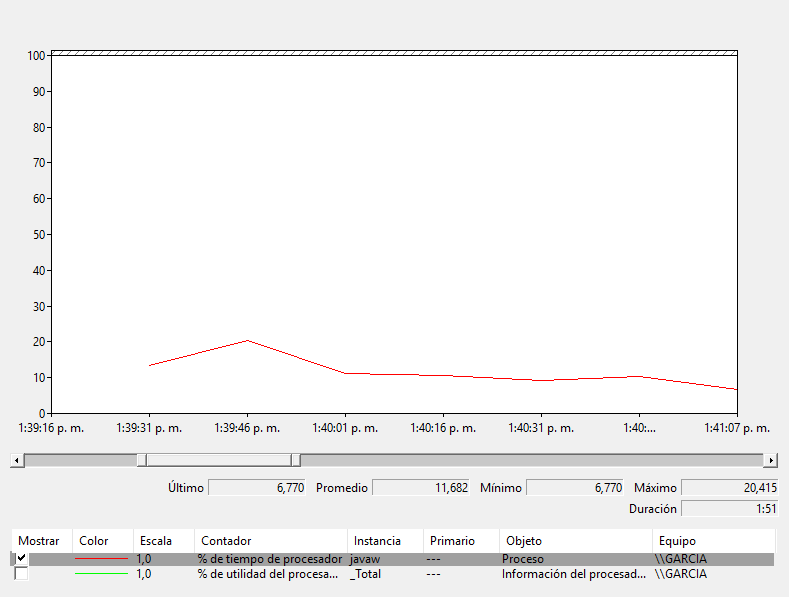 100
90
80
70
60
50
40
30
20
10
0
1:39:16 p. m. 1:39:31 p. m. 1:39:46 p. m. 1:40:01 p. m. 1:40:16 p. m. 1:40:31 p. m. 1:40:... 1:41:07 p. m.
Último 6,770 Promedio 11,682 Mínimo 6,770 Máximo 20,415
Duración 1:51
Mostrar Color Escala Contador Instancia Primario Objeto Equipo
1,0 % de tiempo de procesador javaw --- Proceso \\GARCIA
1,0 % de utilidad del procesa... _Total --- Información del procesad... \\GARCIA